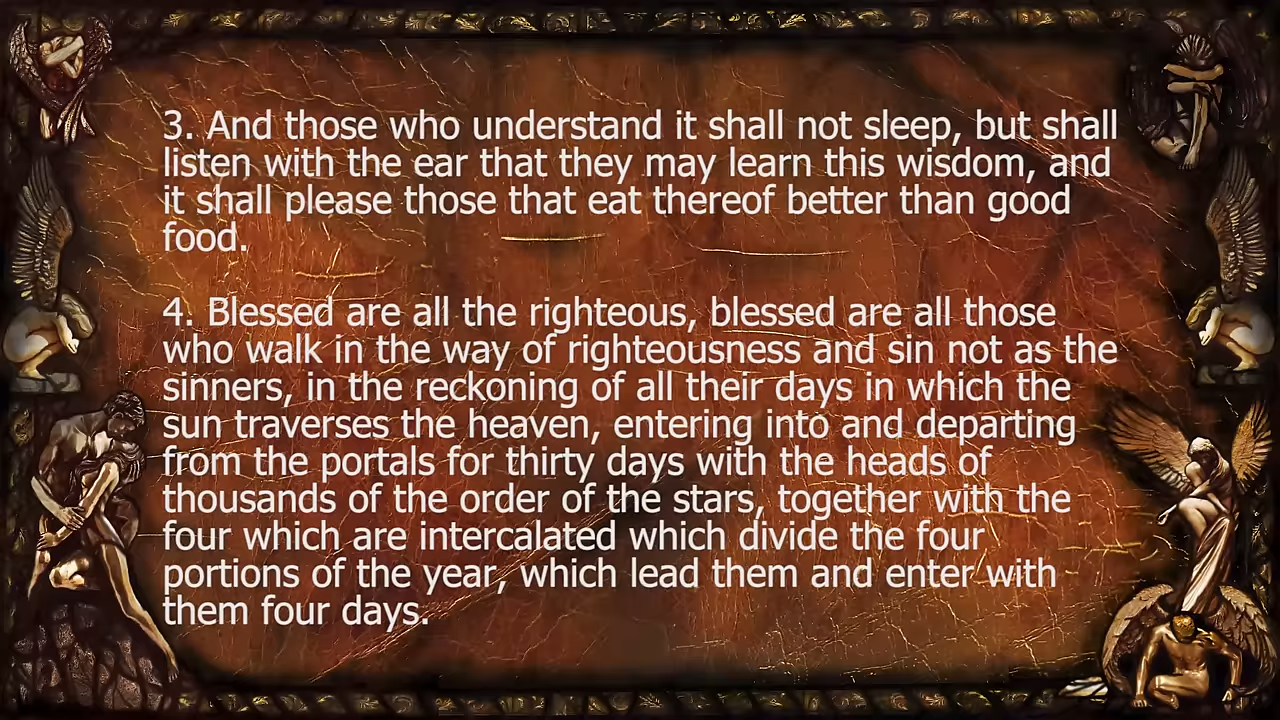 3. And those who understand it shall not sleep, but shall
listen with the ear that they may learn this wisdom, and
it shall please those that eat thereof better than good
food.
4. Blessed are all the righteous, blessed are all those
who walk in the way of righteousness and sin not as the
sinners, in the reckoning of all their days in which the
sun traverses the heaven, entering into and departing
from the portals for thirty days with the heads of
thousands of the order of the stars, together with the
four which are intercalated which divide the four
portions of the year, which lead them and enter with
them four days.